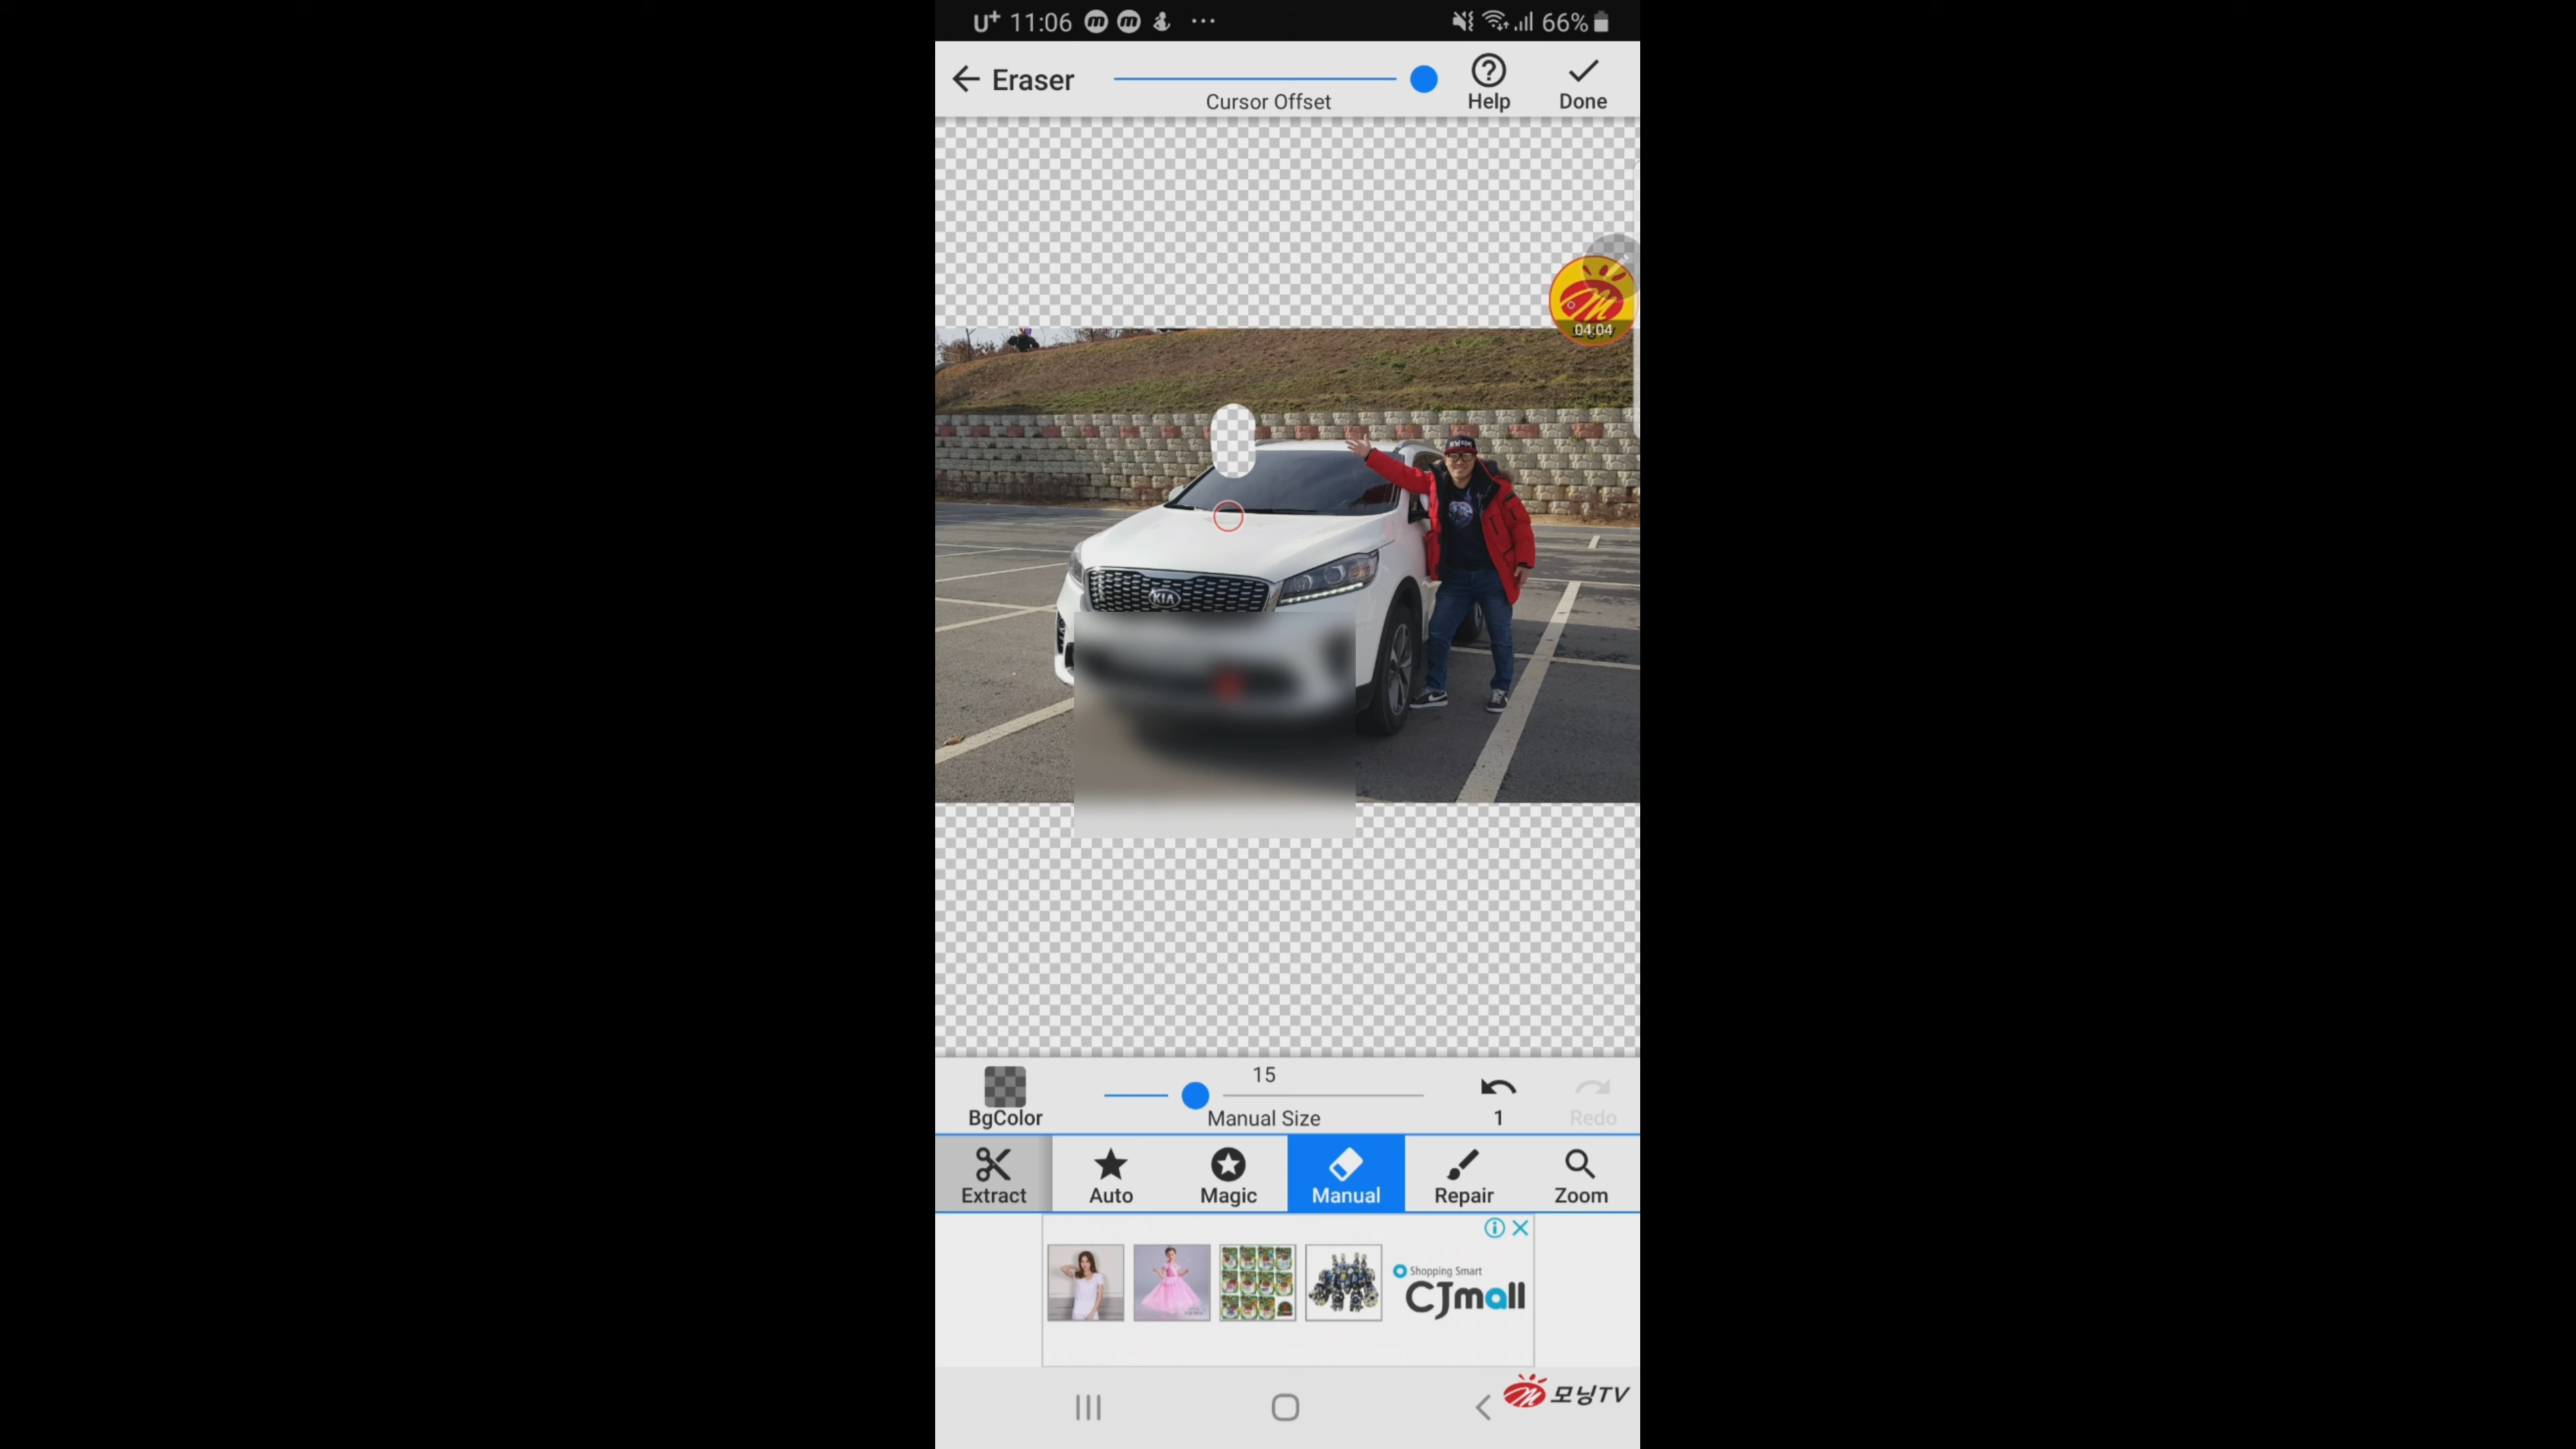 U+ 11:06 66%
Eraser
Cursor Offset
Help
Done
04:04
KIA
15
BgColor
Manual Size
1
Redo
Extract
Auto
Magic
Manual
Repair
Zoom
Shopping Smart
CJmall
모닝TV